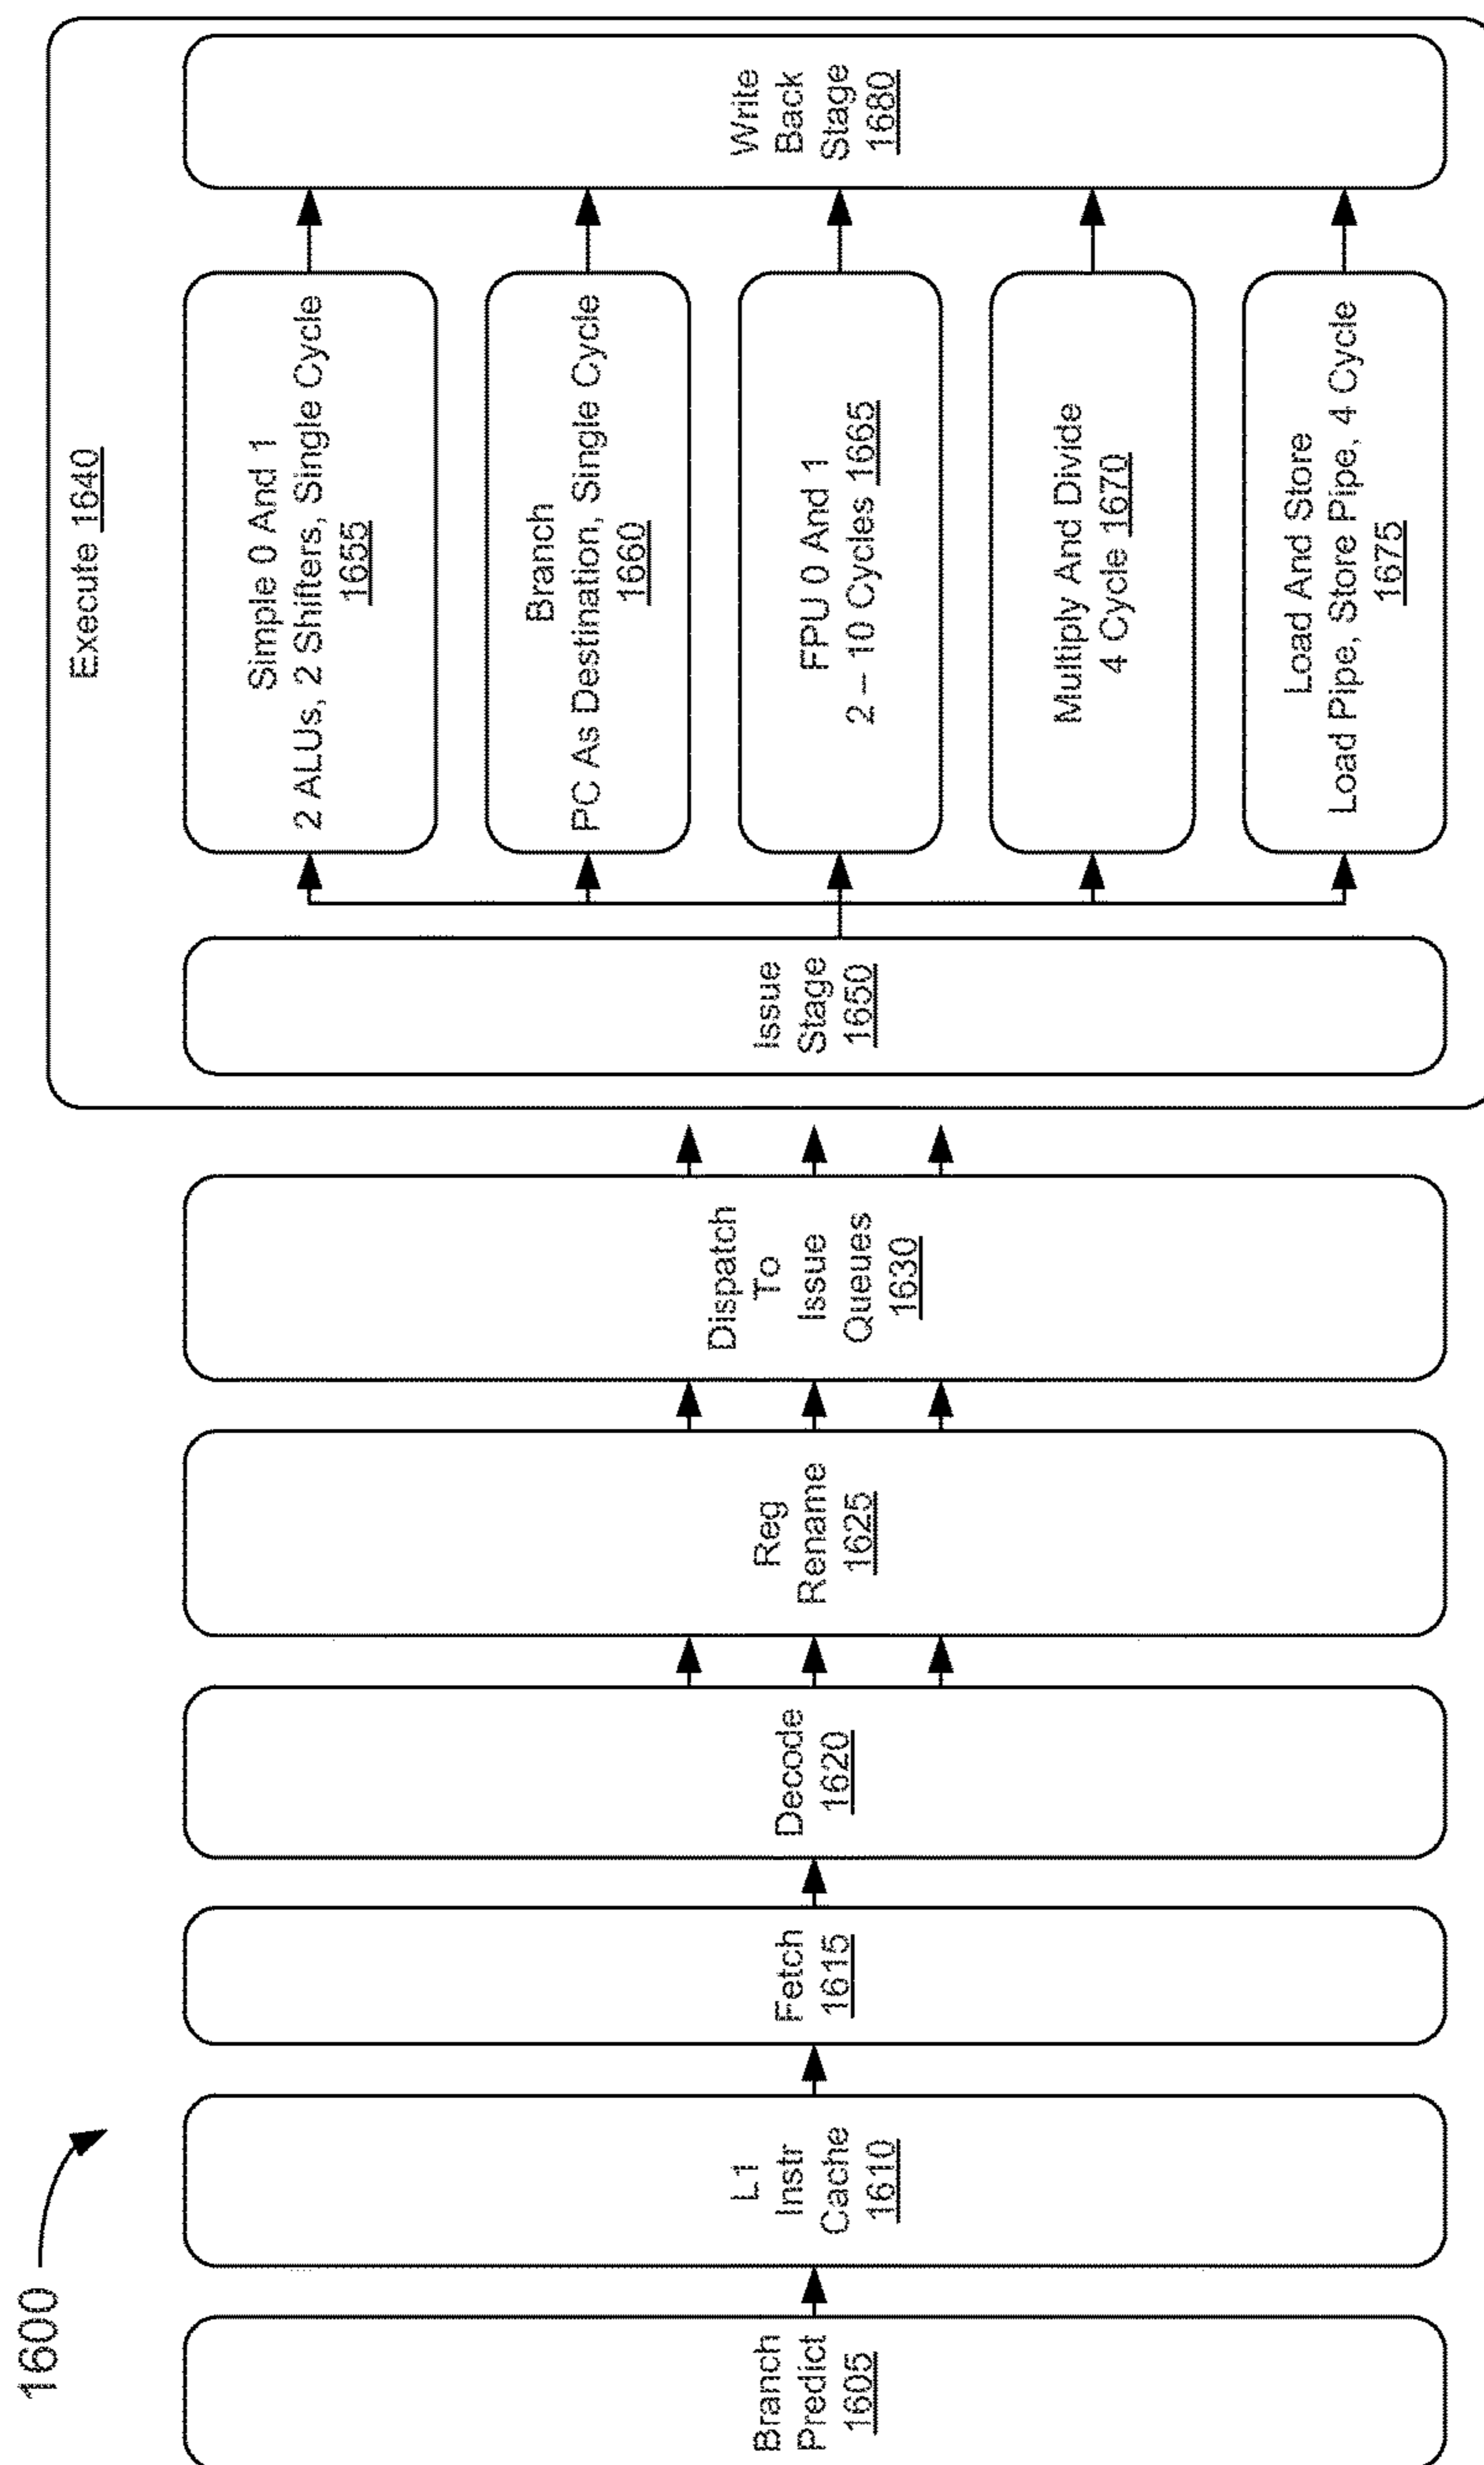 1600
Branch
Predict
1605
L1
Instr
Cache
1610
Fetch
1615
Decode
1620
Reg
Rename
1625
Dispatch
To
Issue
Queues
1630
Execute 1640
Issue
Stage
1650
Simple 0 And 1
2 ALUs, 2 Shifters, Single Cycle
1655
Branch
PC As Destination, Single Cycle
1660
FPU 0 And 1
2 – 10 Cycles 1665
Multiply And Divide
4 Cycle 1670
Load And Store
Load Pipe, Store Pipe, 4 Cycle
1675
Write
Back
Stage
1680